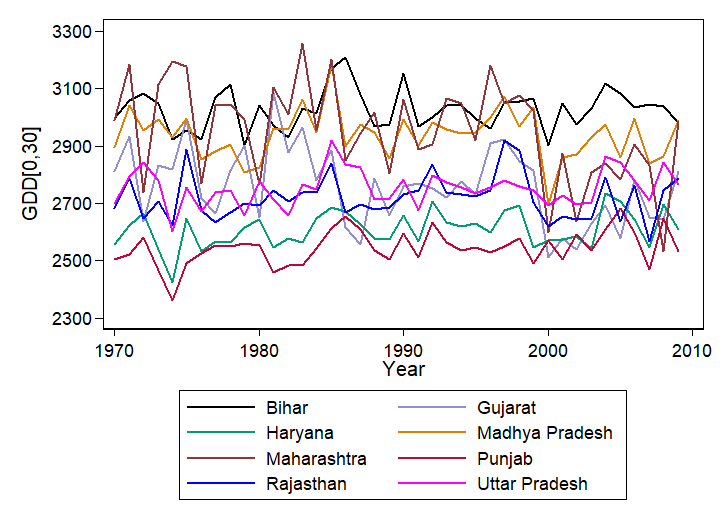 GDD[0,30]
3300
3100
2900
2700
2500
2300
1970 1980 1990 2000 2010
Year
Bihar Gujarat
Haryana Madhya Pradesh
Maharashtra Punjab
Rajasthan Uttar Pradesh